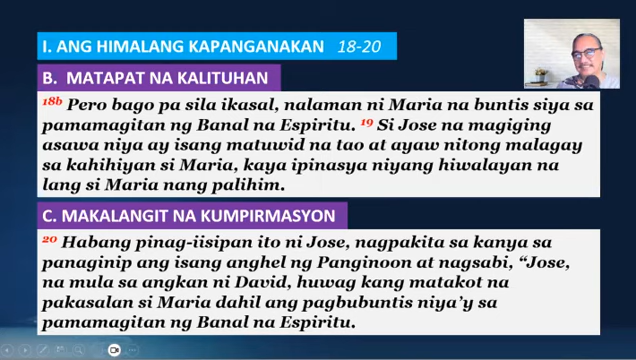 I. ANG HIMALANG KAPANGANAKAN 18-20
B. MATAPAT NA KALITUHAN
18b Pero bago pa sila ikasal, nalaman ni Maria na buntis siya sa
pamamagitan ng Banal na Espiritu. 19 Si Jose na magiging
asawa niya ay isang matuwid na tao at ayaw nitong malagay
sa kahihiyan si Maria, kaya ipinasya niyang hiwalayan na
lang si Maria nang palihim.
C. MAKALANGIT NA KUMPIRMASYON
20 Habang pinag-iisipan ito ni Jose, nagpakita sa kanya sa
panaginip ang isang anghel ng Panginoon at nagsabi, “Jose,
na mula sa angkan ni David, huwag kang matakot na
pakasalan si Maria dahil ang pagbubuntis niya’y sa
pamamagitan ng Banal na Espiritu.